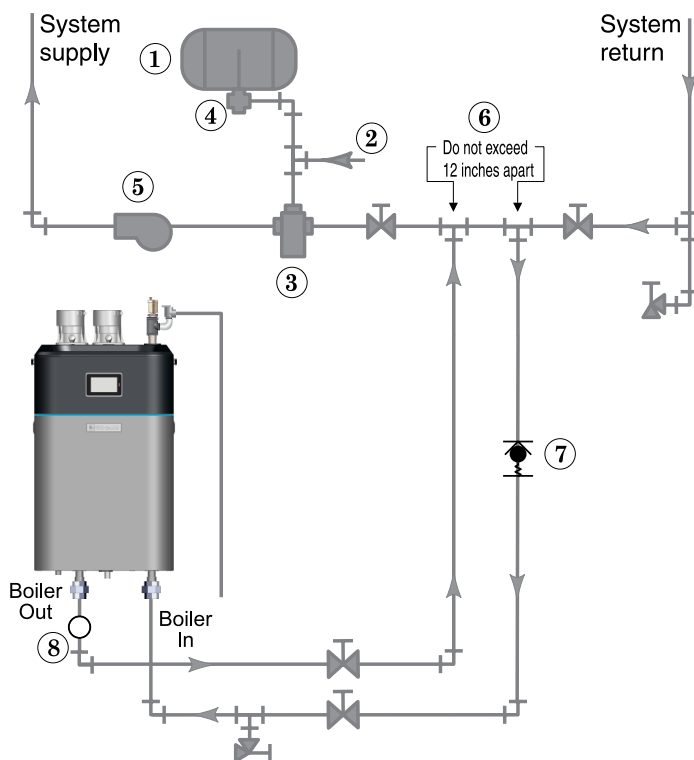 System
supply
System
return
1
2
3
4
5
6
Do not exceed
12 inches apart
7
Boiler
Out
Boiler
In
8